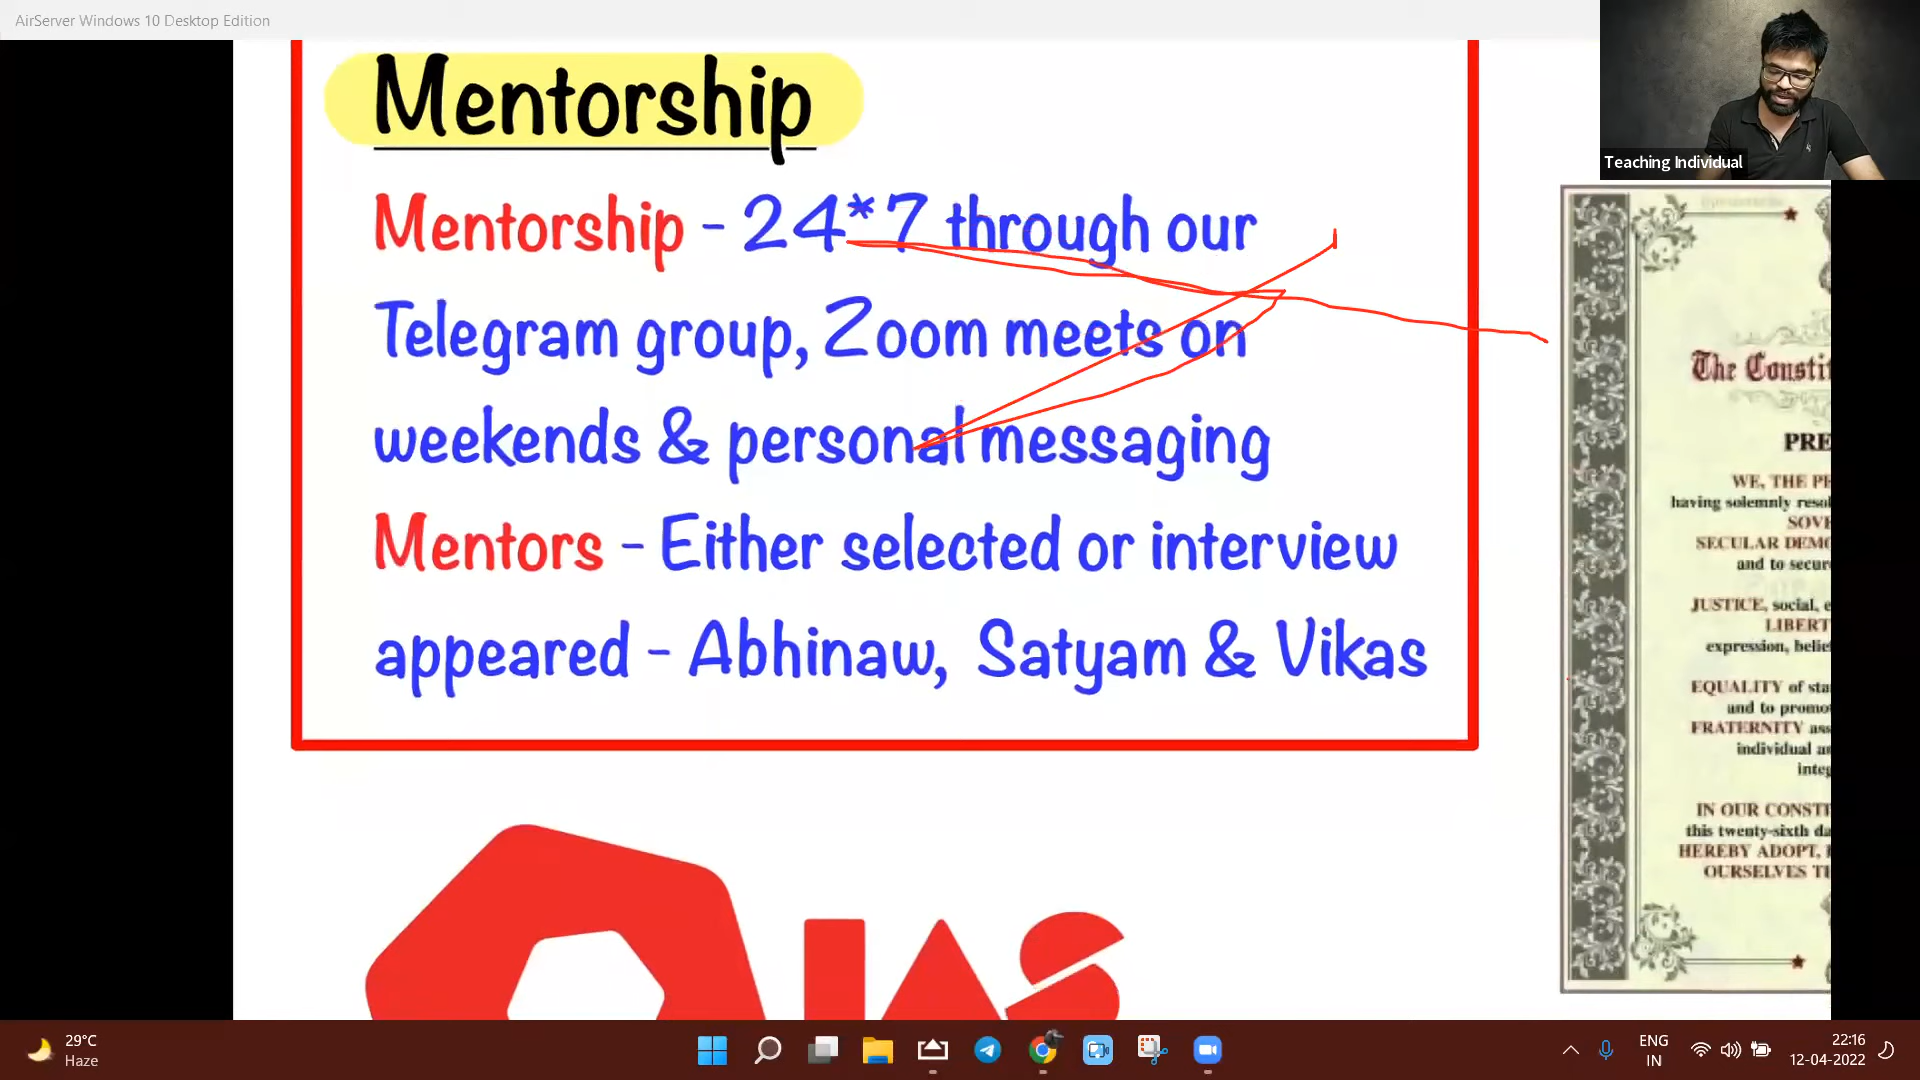 AirServer Windows 10 Desktop Edition
Teaching Individual
Mentorship
Mentorship - 24*7 through our
Telegram group, Zoom meets on
weekends & personal messaging
Mentors - Either selected or interview
appeared - Abhinaw, Satyam & Vikas
IAS
The Constit
PRE
WE, THE PE
having solemnly resol
SOVE
SECULAR DEMO
and to secure
JUSTICE, social, e
LIBERT
expression, belie
EQUALITY of sta
and to promo
FRATERNITY ass
individual a
integ
IN OUR CONSTI
this twenty-sixth da
HEREBY ADOPT,
OURSELVES T
29°C
Haze
ENG
IN
22:16
12-04-2022